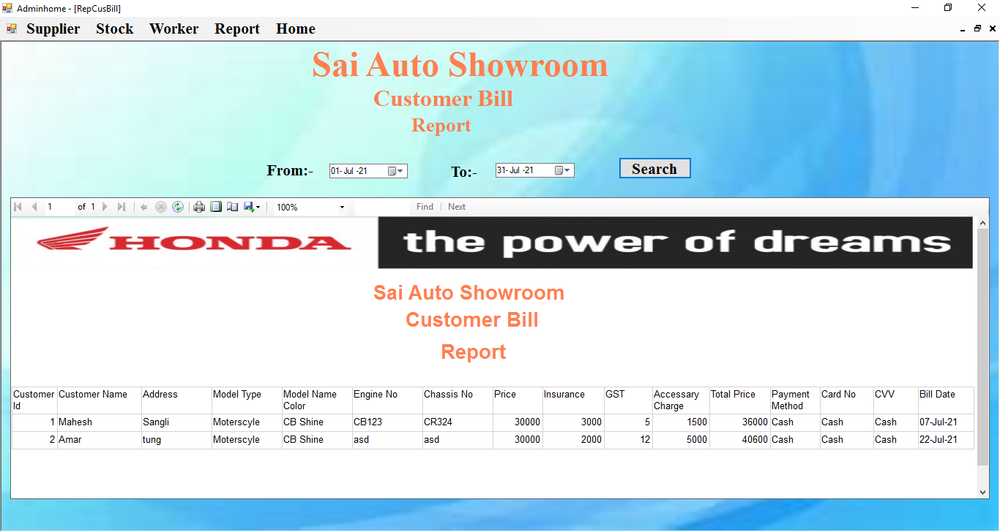 Adminhome - [RepCusBill]
Supplier Stock Worker Report Home
Sai Auto Showroom
Customer Bill
Report
From:- 01-Jul -21 To:- 31-Jul -21 Search
1 of 1 100% Find | Next
HONDA the power of dreams
Sai Auto Showroom
Customer Bill
Report
Customer Id Customer Name Address Model Type Model Name Color Engine No Chassis No Price Insurance GST Accessary Charge Total Price Payment Method Card No CVV Bill Date
1 Mahesh Sangli Moterscyle CB Shine CB123 CR324 30000 3000 5 1500 36000 Cash Cash Cash 07-Jul-21
2 Amar tung Moterscyle CB Shine asd asd 30000 2000 12 5000 40600 Cash Cash Cash 22-Jul-21